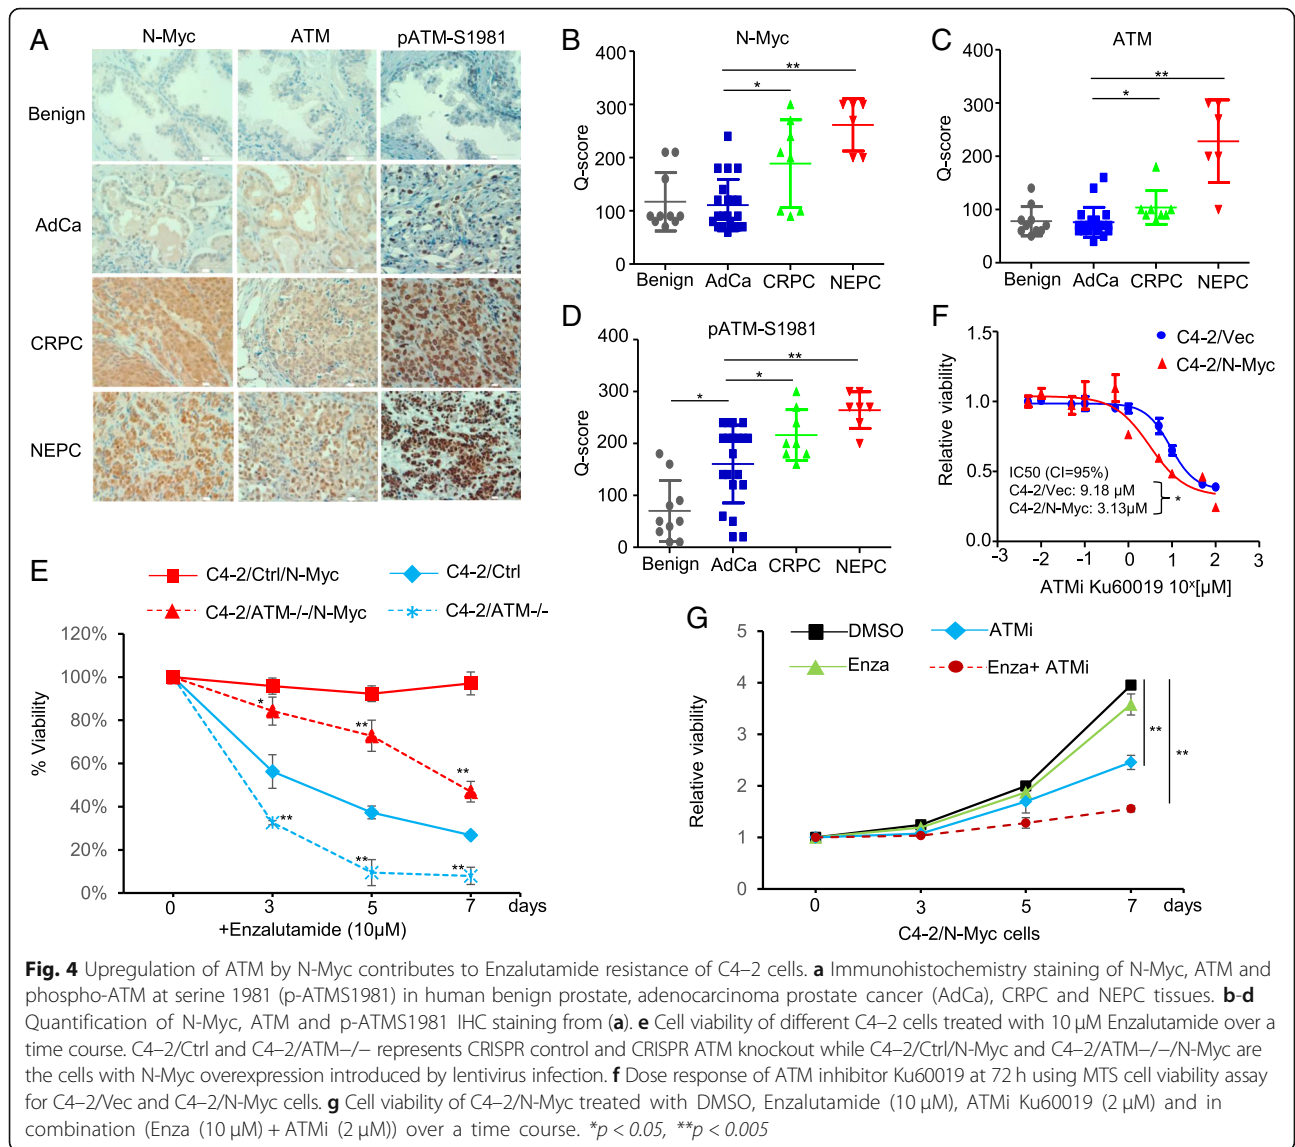 A
N-Myc
ATM
pATM-S1981
Benign
AdCa
CRPC
NEPC
B
N-Myc
Q-score
400
300
200
100
0
**
*
Benign
AdCa
CRPC
NEPC
C
ATM
Q-score
400
300
200
100
0
**
*
Benign
AdCa
CRPC
NEPC
D
pATM-S1981
Q-score
400
300
200
100
0
**
*
*
Benign
AdCa
CRPC
NEPC
F
Relative viability
1.5
1.0
0.5
0.0
C4-2/Vec
C4-2/N-Myc
IC50 (CI=95%)
C4-2/Vec: 9.18 µM
C4-2/N-Myc: 3.13µM
*
−3 −2 −1 0 1 2 3
ATMi Ku60019 10ˣ[µM]
E
C4-2/Ctrl/N-Myc
C4-2/Ctrl
C4-2/ATM-/-/N-Myc
C4-2/ATM-/-
% Viability
120%
100%
80%
60%
40%
20%
0%
*
**
**
**
**
**
0 3 5 7 days
+Enzalutamide (10µM)
G
DMSO
ATMi
Enza
Enza+ ATMi
Relative viability
5
4
3
2
1
0
**
**
0 3 5 7 days
C4-2/N-Myc cells
Fig. 4 Upregulation of ATM by N-Myc contributes to Enzalutamide resistance of C4–2 cells. a Immunohistochemistry staining of N-Myc, ATM and
phospho-ATM at serine 1981 (p-ATMS1981) in human benign prostate, adenocarcinoma prostate cancer (AdCa), CRPC and NEPC tissues. b-d
Quantification of N-Myc, ATM and p-ATMS1981 IHC staining from (a). e Cell viability of different C4–2 cells treated with 10 µM Enzalutamide over a
time course. C4–2/Ctrl and C4–2/ATM−/− represents CRISPR control and CRISPR ATM knockout while C4–2/Ctrl/N-Myc and C4–2/ATM−/−/N-Myc are
the cells with N-Myc overexpression introduced by lentivirus infection. f Dose response of ATM inhibitor Ku60019 at 72 h using MTS cell viability assay
for C4–2/Vec and C4–2/N-Myc cells. g Cell viability of C4–2/N-Myc treated with DMSO, Enzalutamide (10 µM), ATMi Ku60019 (2 µM) and in
combination (Enza (10 µM) + ATMi (2 µM)) over a time course. *p < 0.05, **p < 0.005